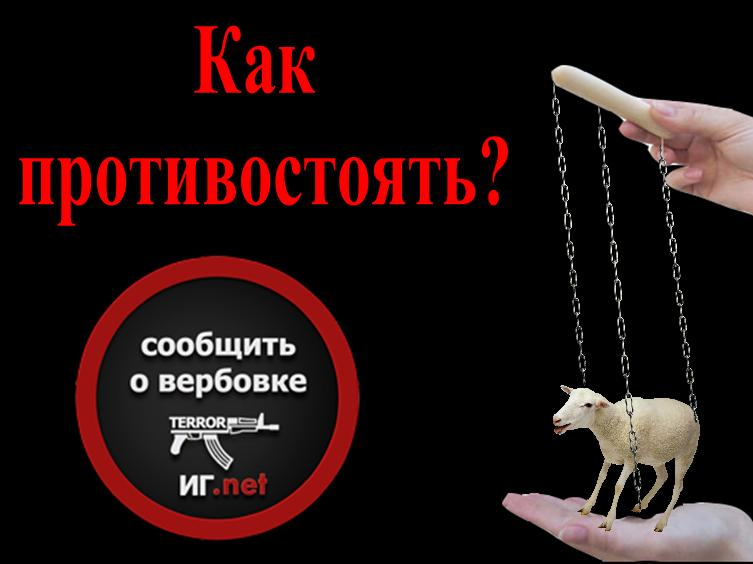 Как
противостоять?
сообщить
о вербовке
TERROR
ИГ.net